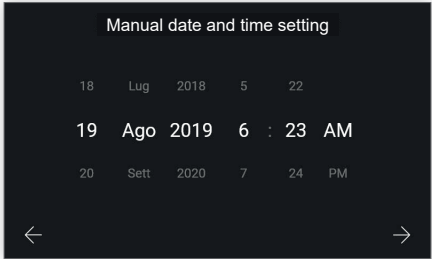 Manual date and time setting
18 Lug 2018 5 22
19 Ago 2019 6 : 23 AM
20 Sett 2020 7 24 PM